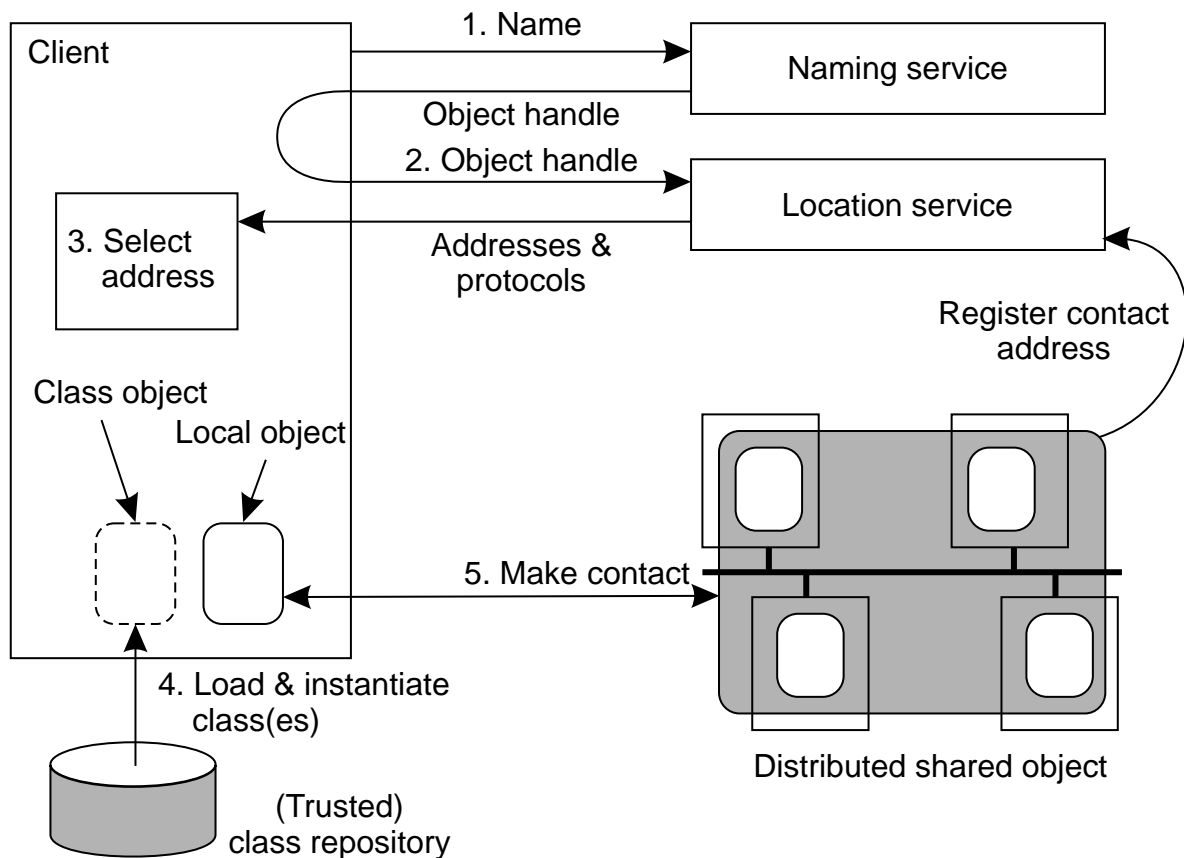 1. Name
Client
Naming service
Object handle
2. Object handle
Location service
3. Select
address
Addresses &
protocols
Register contact
address
Class object
Local object
5. Make contact
4. Load & instantiate
class(es)
Distributed shared object
(Trusted)
class repository